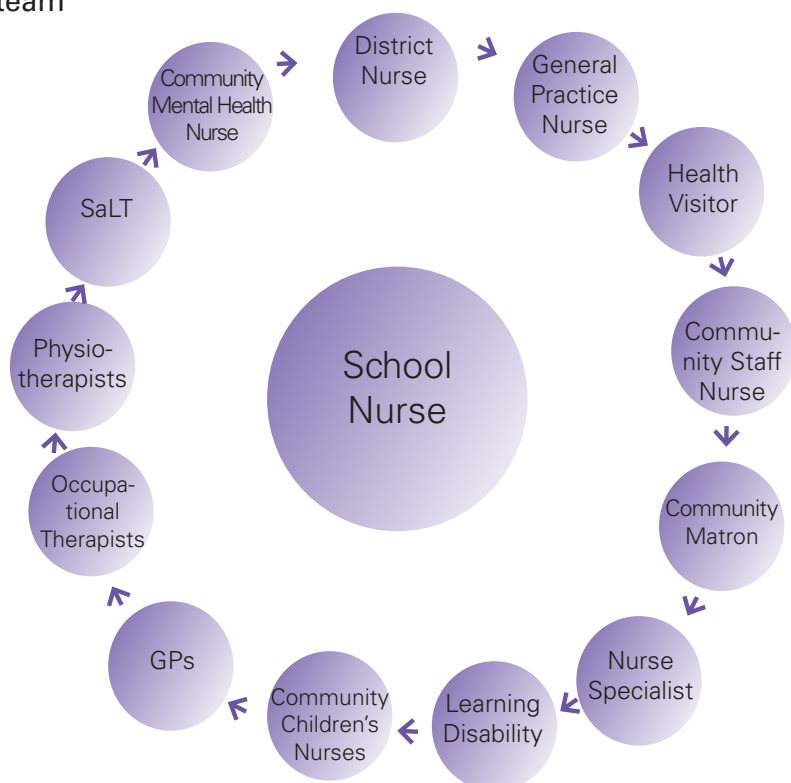 team
District
Nurse
General
Practice
Nurse
Health
Visitor
Commu-
nity Staff
Nurse
Community
Matron
Nurse
Specialist
Learning
Disability
Community
Children's
Nurses
GPs
Occupa-
tional
Therapists
Physio-
therapists
SaLT
Community
Mental Health
Nurse
School
Nurse